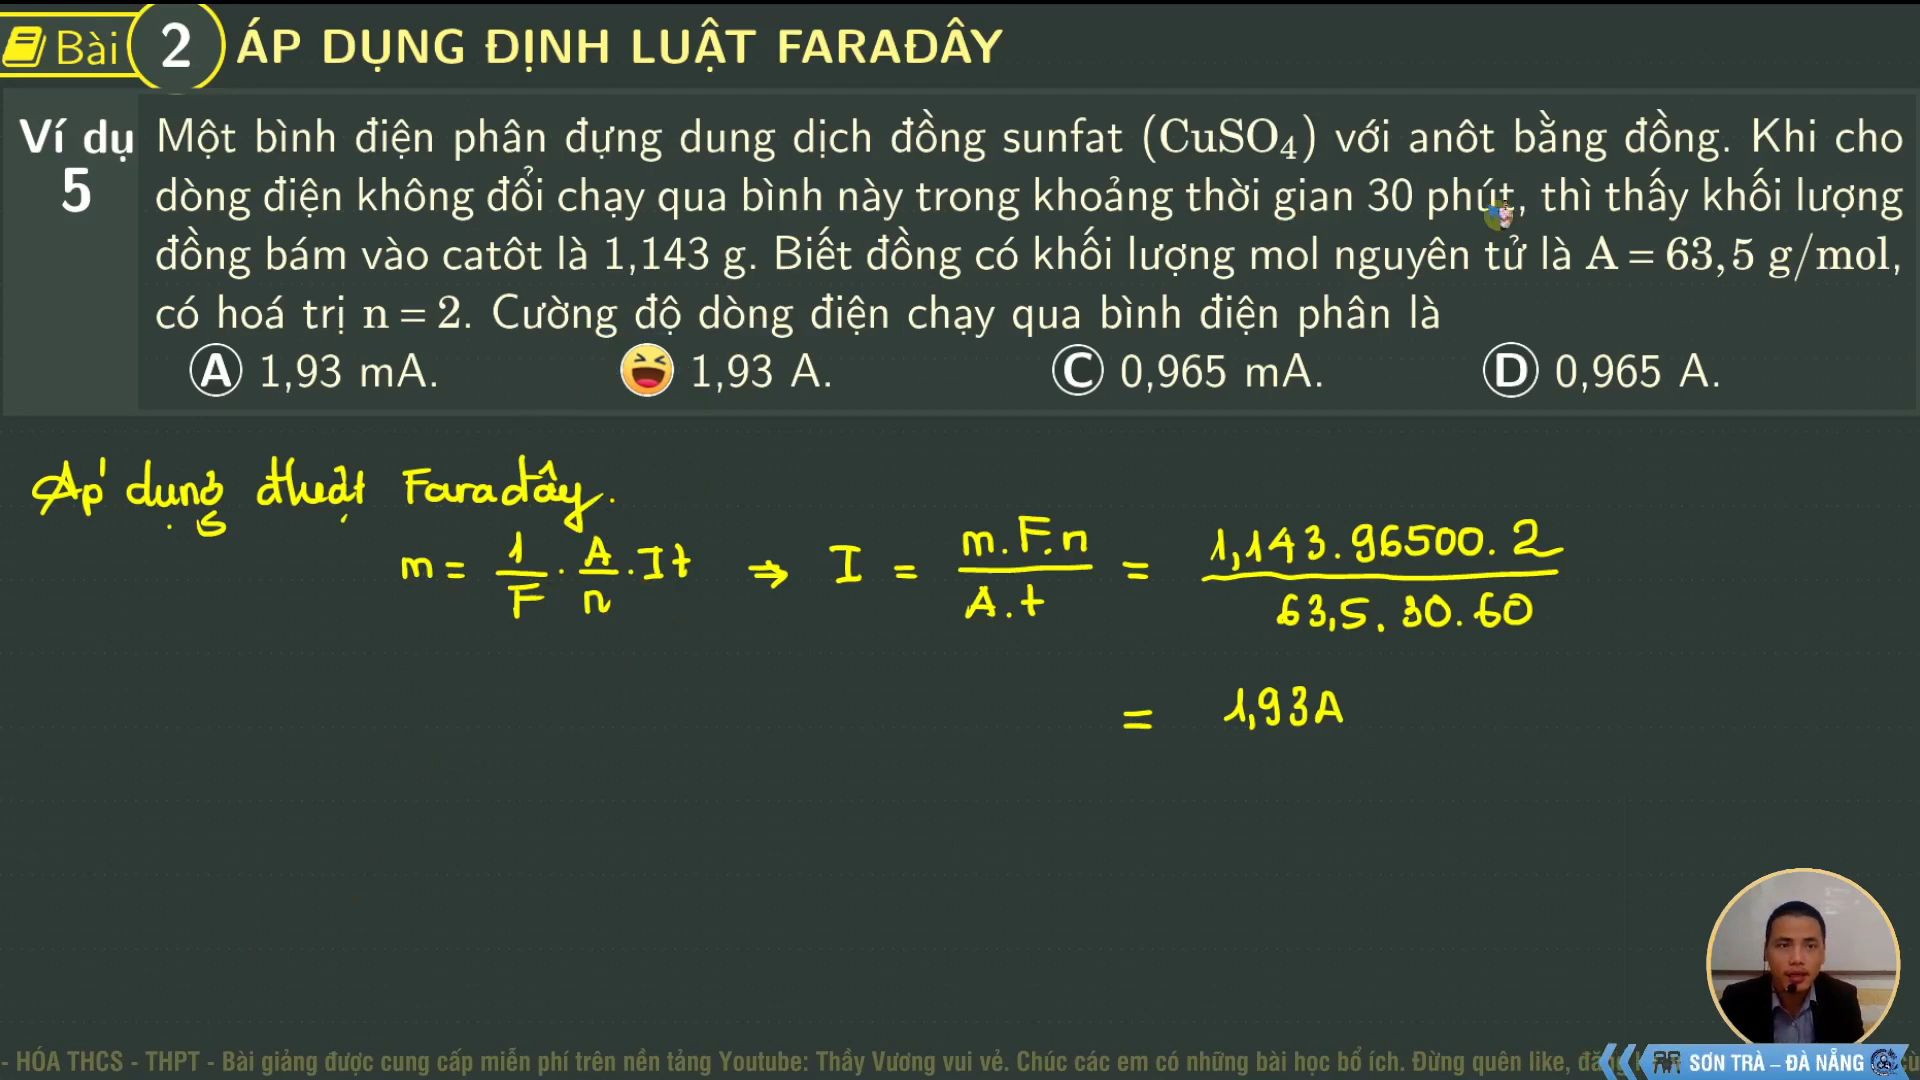 Bài 2 ÁP DỤNG ĐỊNH LUẬT FARAĐÂY
Ví dụ 5
Một bình điện phân đựng dung dịch đồng sunfat (CuSO₄) với anôt bằng đồng. Khi cho
dòng điện không đổi chạy qua bình này trong khoảng thời gian 30 phút, thì thấy khối lượng
đồng bám vào catôt là 1,143 g. Biết đồng có khối lượng mol nguyên tử là A = 63,5 g/mol,
có hoá trị n = 2. Cường độ dòng điện chạy qua bình điện phân là
A 1,93 mA. 1,93 A. C 0,965 mA. D 0,965 A.
Áp dụng Farađây.
m = 1/F . A/n . It ⇒ I = m.F.n / A.t = 1,143.96500.2 / 63,5.30.60
= 1,93A
- HÓA THCS - THPT - Bài giảng được cung cấp miễn phí trên nền tảng Youtube: Thầy Vương vui vẻ. Chúc các em có những bài học bổ ích. Đừng quên like,
SƠN TRÀ – ĐÀ NẴNG